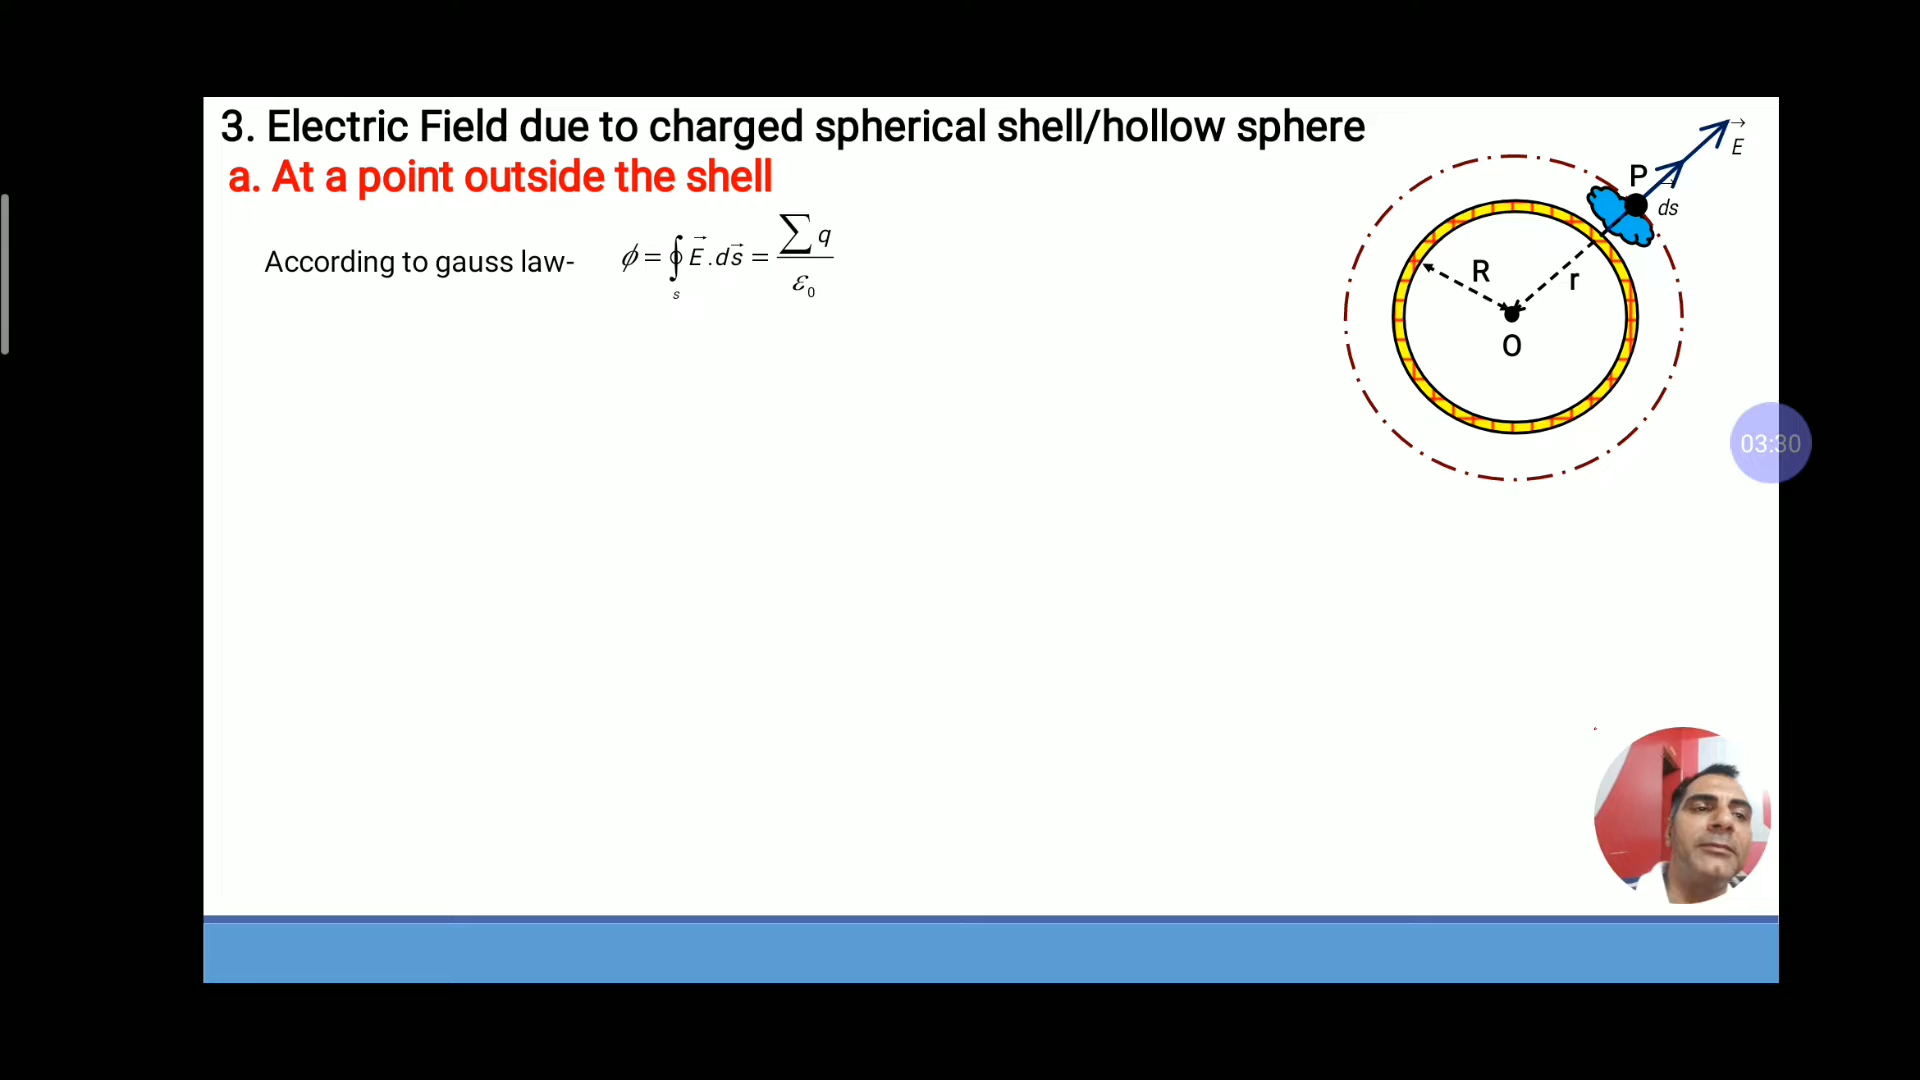 3. Electric Field due to charged spherical shell/hollow sphere
a. At a point outside the shell
According to gauss law- ϕ = ∮ₛ E⃗ . ds⃗ = ∑q / ε₀
E⃗
P
ds⃗
R
r
O
03:30